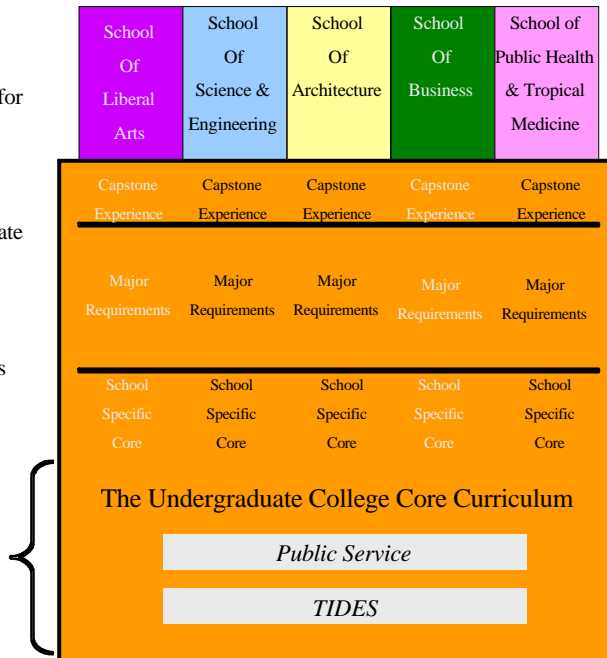 School
Of
Liberal
Arts
School
Of
Science &
Engineering
School
Of
Architecture
School
Of
Business
School of
Public Health
& Tropical
Medicine
for
Capstone
Experience
Capstone
Experience
Capstone
Experience
Capstone
Experience
Capstone
Experience
ate
Major
Requirements
Major
Requirements
Major
Requirements
Major
Requirements
Major
Requirements
s
School
Specific
Core
School
Specific
Core
School
Specific
Core
School
Specific
Core
School
Specific
Core
The Undergraduate College Core Curriculum
Public Service
TIDES